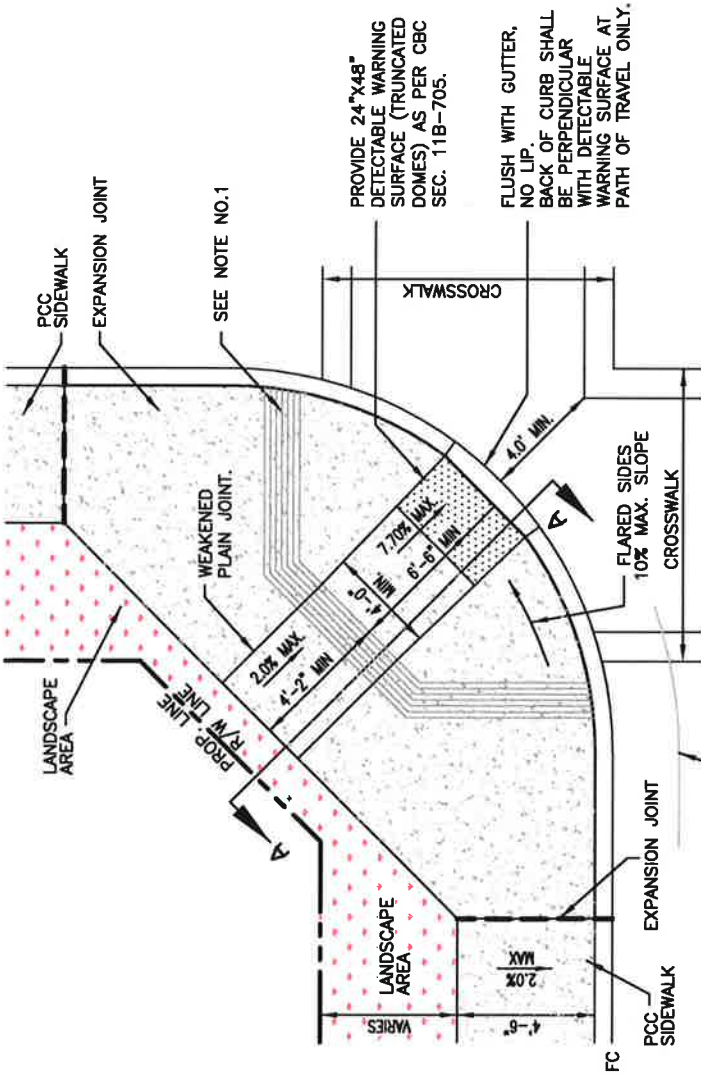 PCC
SIDEWALK
EXPANSION JOINT
SEE NOTE NO.1
PROVIDE 24"X48"
DETECTABLE WARNING
SURFACE (TRUNCATED
DOMES) AS PER CBC
SEC. 11B-705.
FLUSH WITH GUTTER,
NO LIP.
BACK OF CURB SHALL
BE PERPENDICULAR
WITH DETECTABLE
WARNING SURFACE AT
PATH OF TRAVEL ONLY.
CROSSWALK
WEAKENED
PLAIN JOINT.
LANDSCAPE
AREA
PROP. LINE
R/W LINE
2.0% MAX.
4'-2" MIN
4'-0"
MIN.
7.70% MAX.
6'-6" MIN
4.0' MIN.
A
A
FLARED SIDES
10% MAX. SLOPE
CROSSWALK
LANDSCAPE
AREA
VARIES
4'-6"
2.0%
MAX
EXPANSION JOINT
PCC
SIDEWALK
FC